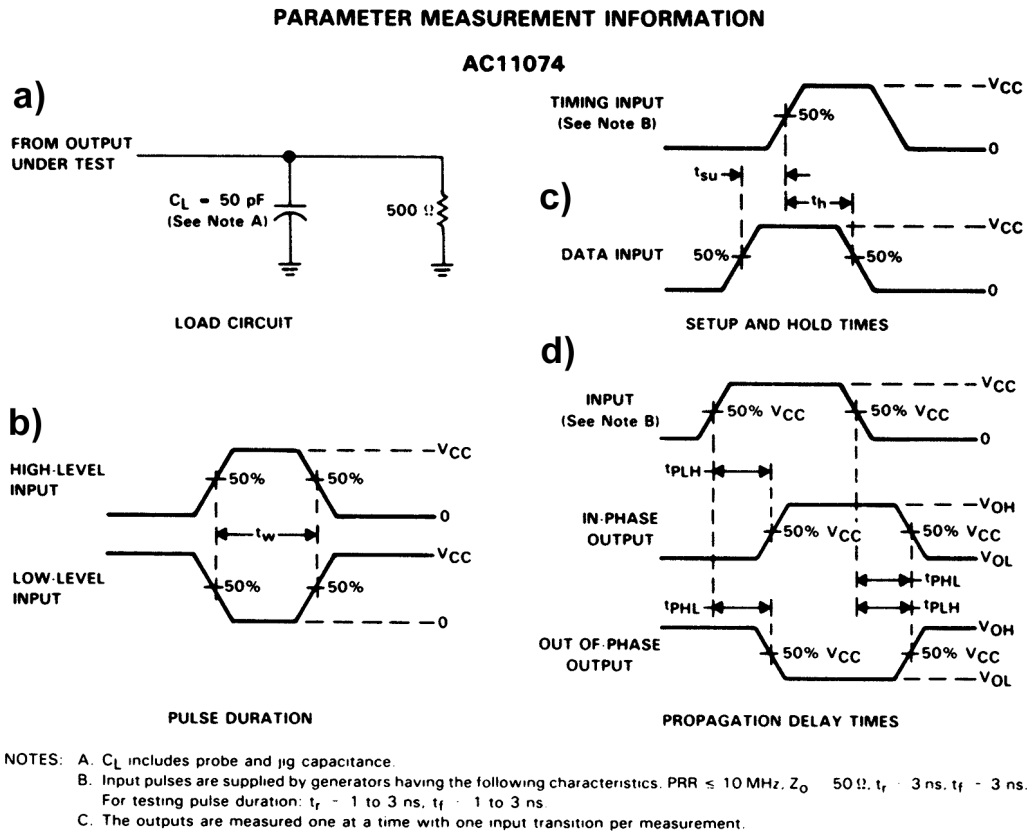 PARAMETER MEASUREMENT INFORMATION
AC11074
a)
FROM OUTPUT
UNDER TEST
CL = 50 pF
(See Note A)
500 Ω
LOAD CIRCUIT
b)
HIGH-LEVEL
INPUT
50%
50%
VCC
0
tw
LOW-LEVEL
INPUT
50%
50%
VCC
0
PULSE DURATION
c)
TIMING INPUT
(See Note B)
50%
VCC
0
tsu
th
DATA INPUT
50%
50%
VCC
0
SETUP AND HOLD TIMES
d)
INPUT
(See Note B)
50% VCC
50% VCC
VCC
0
tPLH
IN-PHASE
OUTPUT
50% VCC
50% VCC
VOH
VOL
tPHL
tPHL
tPLH
OUT OF-PHASE
OUTPUT
50% VCC
50% VCC
VOH
VOL
PROPAGATION DELAY TIMES
NOTES: A. CL includes probe and jig capacitance.
B. Input pulses are supplied by generators having the following characteristics. PRR ≤ 10 MHz, Zo 50 Ω, tr - 3 ns, tf - 3 ns.
For testing pulse duration: tr - 1 to 3 ns, tf - 1 to 3 ns
C. The outputs are measured one at a time with one input transition per measurement.